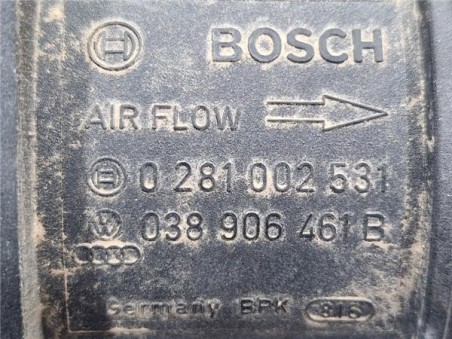 BOSCH
AIR FLOW
0 281 002 531
038 906 461 B
Germany BPK 816